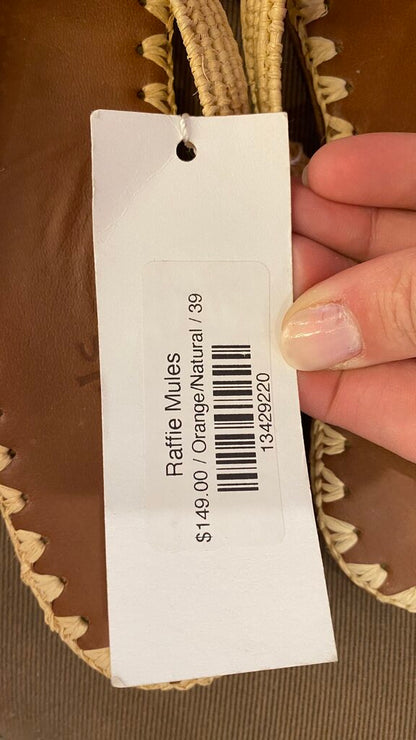 Raffie Mules
$149.00 / Orange/Natural / 39
13429220